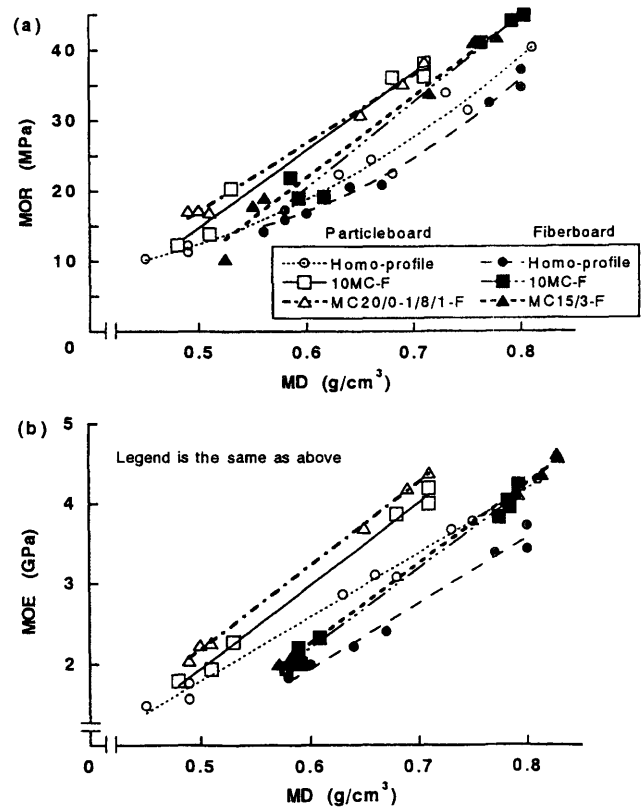 (a)
40
30
20
10
0
MOR (MPa)
Particleboard Fiberboard
Homo-profile Homo-profile
10MC-F 10MC-F
MC20/0-1/8/1-F MC15/3-F
0.5 0.6 0.7 0.8
MD (g/cm³)
(b)
5
4
3
2
0
MOE (GPa)
Legend is the same as above
0 0.5 0.6 0.7 0.8
MD (g/cm³)